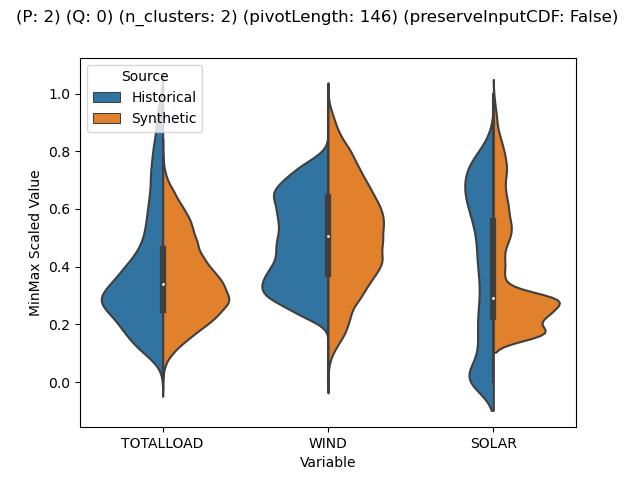 (P: 2) (Q: 0) (n_clusters: 2) (pivotLength: 146) (preserveInputCDF: False)
Source
Historical
Synthetic
1.0
0.8
0.6
0.4
0.2
0.0
MinMax Scaled Value
TOTALLOAD
WIND
SOLAR
Variable